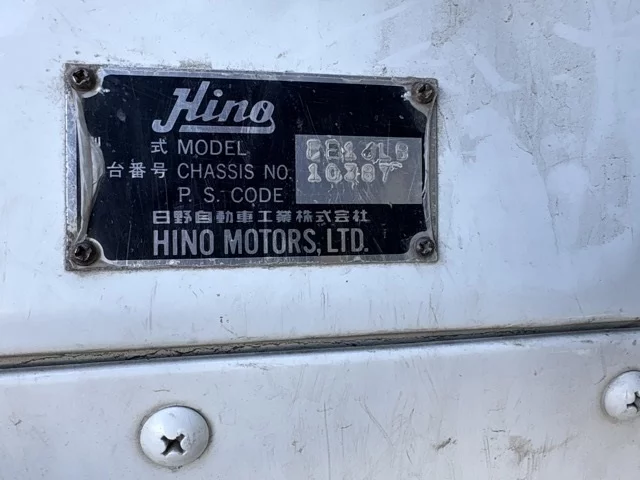 Hino
式 MODEL
台番号 CHASSIS NO.
P. S. CODE
日野自動車工業株式会社
HINO MOTORS, LTD.